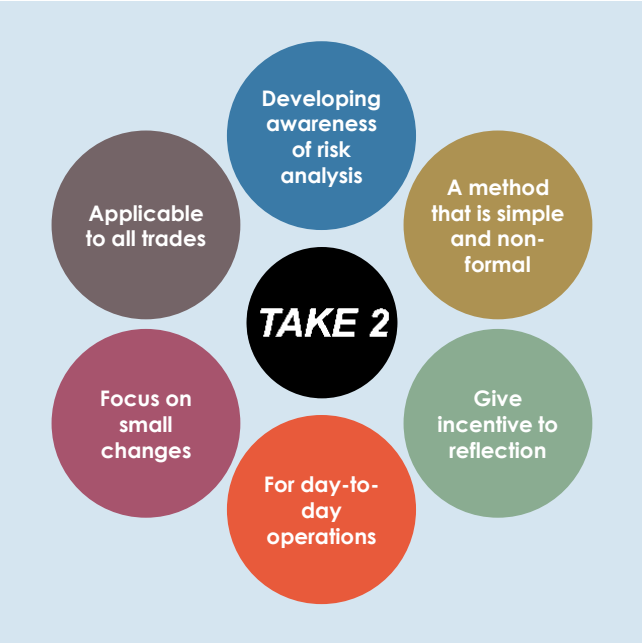 Developing
awareness
of risk
analysis
A method
that is simple
and non-
formal
Give
incentive to
reflection
For day-to-
day
operations
Focus on
small
changes
Applicable
to all trades
TAKE 2